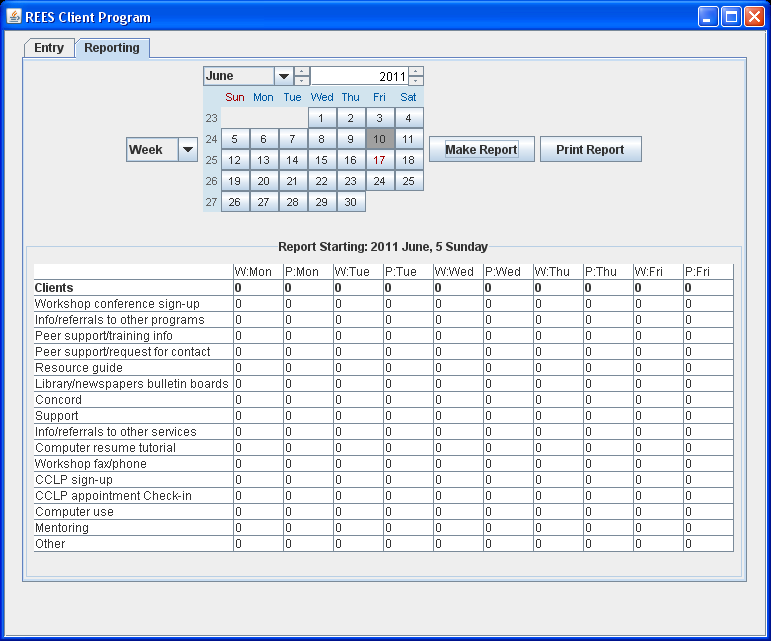 REES Client Program
Entry Reporting
June 2011
Sun Mon Tue Wed Thu Fri Sat
23 1 2 3 4
24 5 6 7 8 9 10 11
Week Make Report Print Report
25 12 13 14 15 16 17 18
26 19 20 21 22 23 24 25
27 26 27 28 29 30
Report Starting: 2011 June, 5 Sunday
W:Mon P:Mon W:Tue P:Tue W:Wed P:Wed W:Thu P:Thu W:Fri P:Fri
Clients 0 0 0 0 0 0 0 0 0 0
Workshop conference sign-up 0 0 0 0 0 0 0 0 0 0
Info/referrals to other programs 0 0 0 0 0 0 0 0 0 0
Peer support/training info 0 0 0 0 0 0 0 0 0 0
Peer support/request for contact 0 0 0 0 0 0 0 0 0 0
Resource guide 0 0 0 0 0 0 0 0 0 0
Library/newspapers bulletin boards 0 0 0 0 0 0 0 0 0 0
Concord 0 0 0 0 0 0 0 0 0 0
Support 0 0 0 0 0 0 0 0 0 0
Info/referrals to other services 0 0 0 0 0 0 0 0 0 0
Computer resume tutorial 0 0 0 0 0 0 0 0 0 0
Workshop fax/phone 0 0 0 0 0 0 0 0 0 0
CCLP sign-up 0 0 0 0 0 0 0 0 0 0
CCLP appointment Check-in 0 0 0 0 0 0 0 0 0 0
Computer use 0 0 0 0 0 0 0 0 0 0
Mentoring 0 0 0 0 0 0 0 0 0 0
Other 0 0 0 0 0 0 0 0 0 0